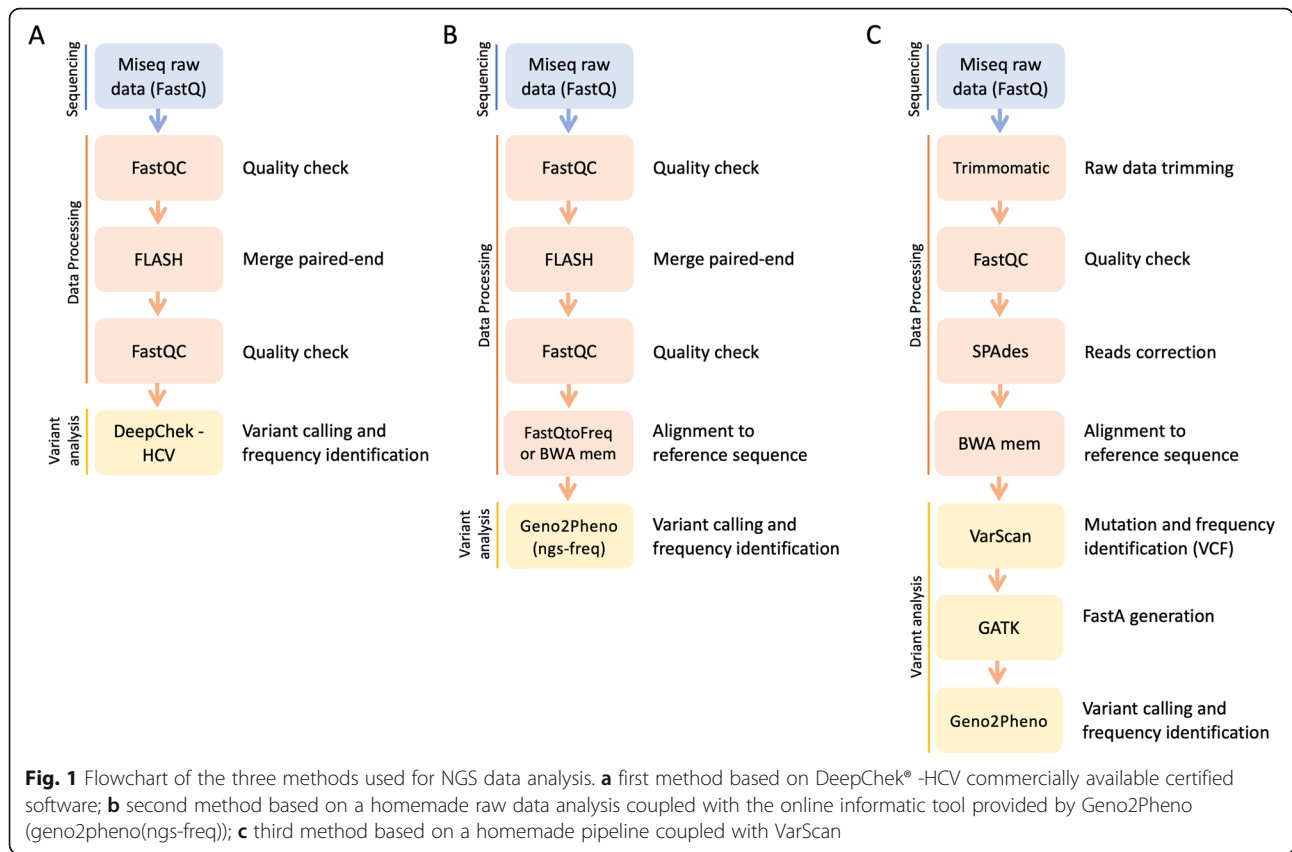 A
Sequencing
Miseq raw
data (FastQ)
Data Processing
FastQC
Quality check
FLASH
Merge paired-end
FastQC
Quality check
Variant
analysis
DeepChek -
HCV
Variant calling and
frequency identification
B
Sequencing
Miseq raw
data (FastQ)
Data Processing
FastQC
Quality check
FLASH
Merge paired-end
FastQC
Quality check
FastQtoFreq
or BWA mem
Alignment to
reference sequence
Variant
analysis
Geno2Pheno
(ngs-freq)
Variant calling and
frequency identification
C
Sequencing
Miseq raw
data (FastQ)
Data Processing
Trimmomatic
Raw data trimming
FastQC
Quality check
SPAdes
Reads correction
BWA mem
Alignment to
reference sequence
Variant analysis
VarScan
Mutation and frequency
identification (VCF)
GATK
FastA generation
Geno2Pheno
Variant calling and
frequency identification
Fig. 1 Flowchart of the three methods used for NGS data analysis. a first method based on DeepChek® -HCV commercially available certified
software; b second method based on a homemade raw data analysis coupled with the online informatic tool provided by Geno2Pheno
(geno2pheno(ngs-freq)); c third method based on a homemade pipeline coupled with VarScan